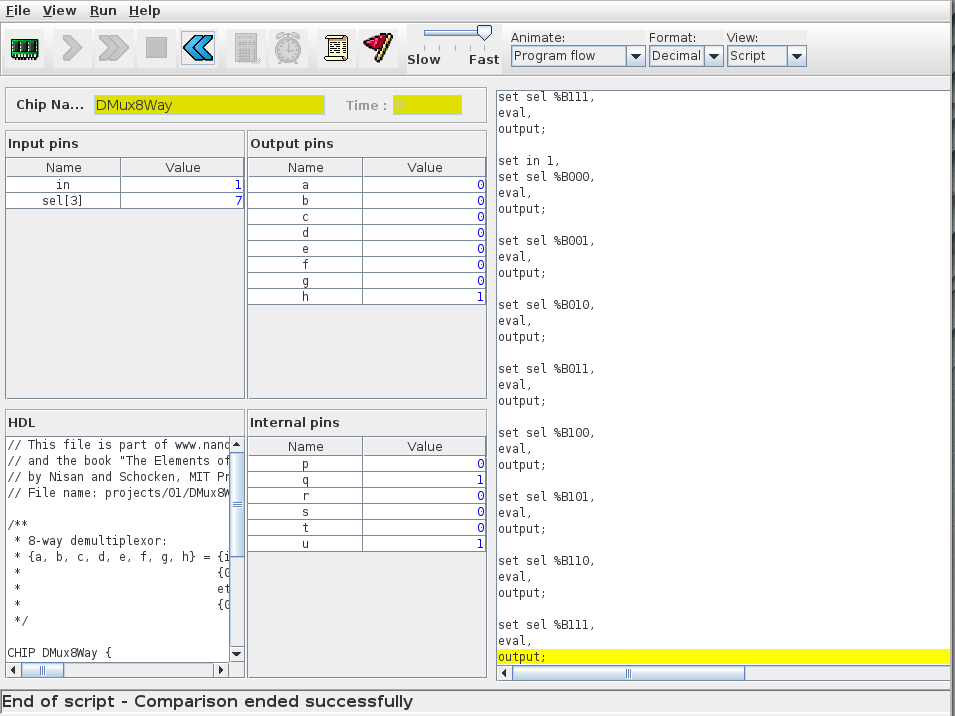 File View Run Help
Animate: Format: View:
Slow Fast Program flow Decimal Script
Chip Na... DMux8Way Time : 0
Input pins
Name Value
in 1
sel[3] 7
Output pins
Name Value
a 0
b 0
c 0
d 0
e 0
f 0
g 0
h 1
HDL
// This file is part of www.nand
// and the book "The Elements of
// by Nisan and Schocken, MIT Pr
// File name: projects/01/DMux8W
/**
* 8-way demultiplexor:
* {a, b, c, d, e, f, g, h} = {i
* {0
* et
* {0
*/
CHIP DMux8Way {
Internal pins
Name Value
p 0
q 1
r 0
s 0
t 0
u 1
set sel %B111,
eval,
output;
set in 1,
set sel %B000,
eval,
output;
set sel %B001,
eval,
output;
set sel %B010,
eval,
output;
set sel %B011,
eval,
output;
set sel %B100,
eval,
output;
set sel %B101,
eval,
output;
set sel %B110,
eval,
output;
set sel %B111,
eval,
output;
End of script - Comparison ended successfully